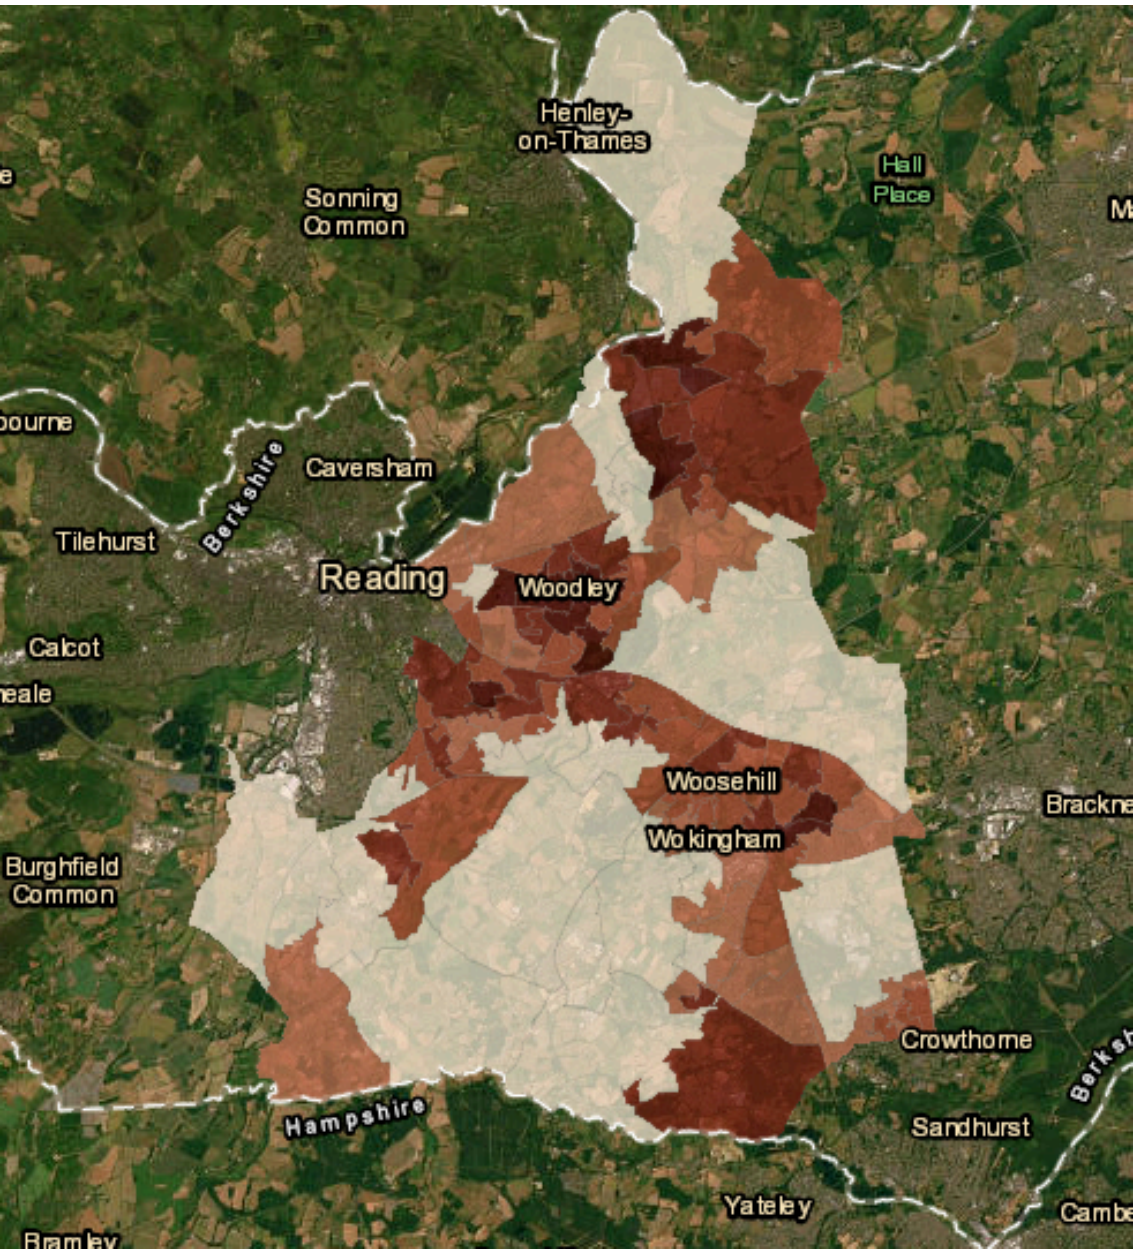 Henley-
on-Thames
Hall
Place
Sonning
Common
Caversham
Berkshire
Tilehurst
Reading
Woodley
Calcot
Woosehill
Wokingham
Burghfield
Common
Crowthorne
Hampshire
Sandhurst
Yateley
Bramley